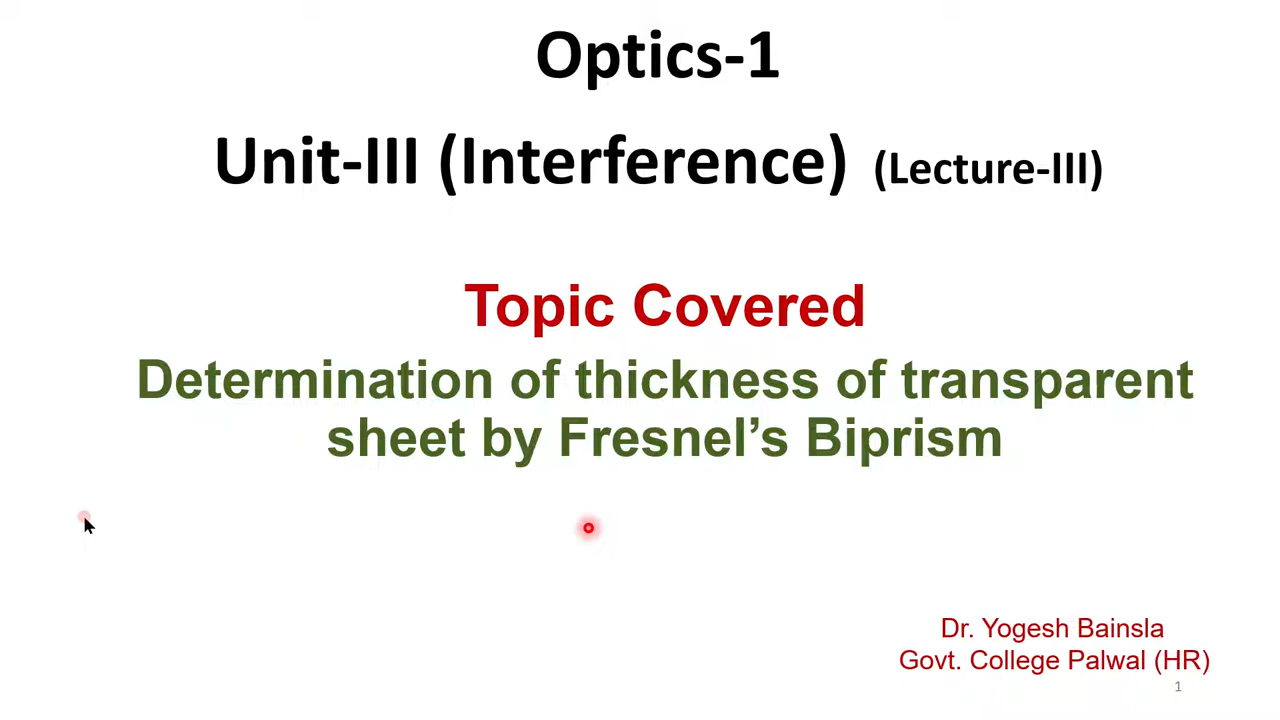 Optics-1
Unit-III (Interference) (Lecture-III)
Topic Covered
Determination of thickness of transparent
sheet by Fresnel’s Biprism
Dr. Yogesh Bainsla
Govt. College Palwal (HR)
1